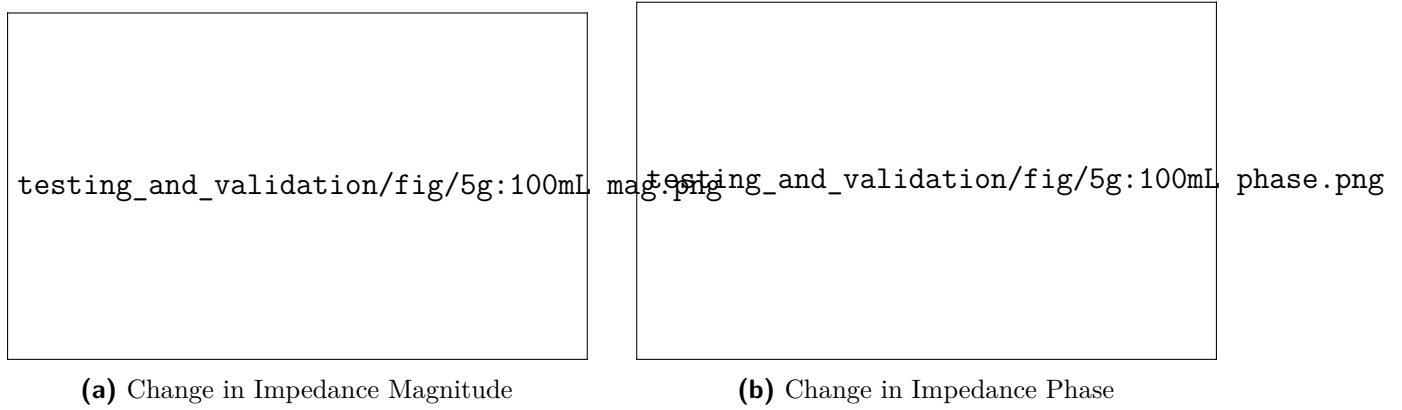 testing_and_validation/fig/5g:100mL mag.png
testing_and_validation/fig/5g:100mL phase.png
(a) Change in Impedance Magnitude
(b) Change in Impedance Phase